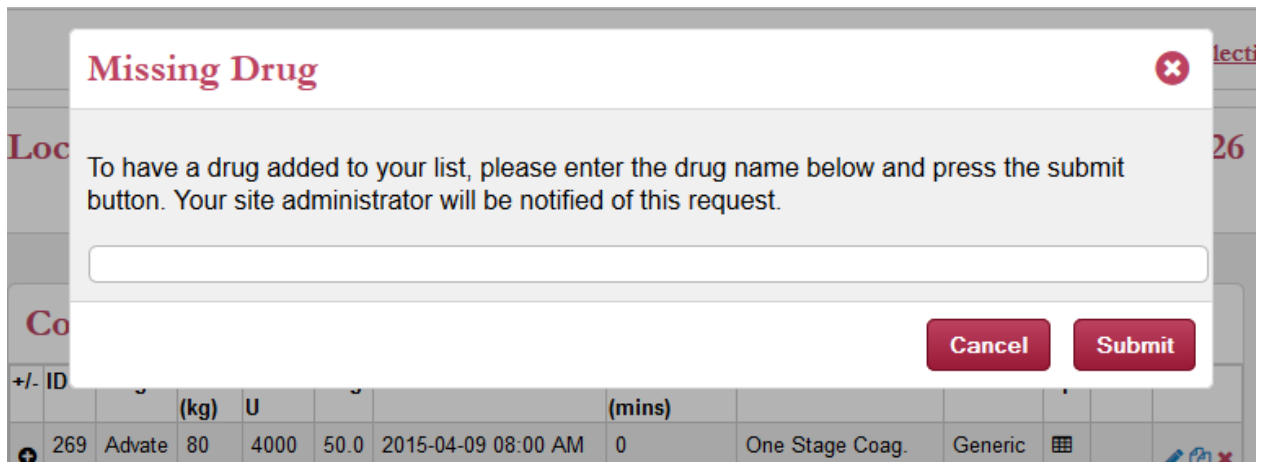 Missing Drug
To have a drug added to your list, please enter the drug name below and press the submit
button. Your site administrator will be notified of this request.
Cancel Submit
+/- ID
(kg) U (mins)
269 Advate 80 4000 50.0 2015-04-09 08:00 AM 0 One Stage Coag. Generic